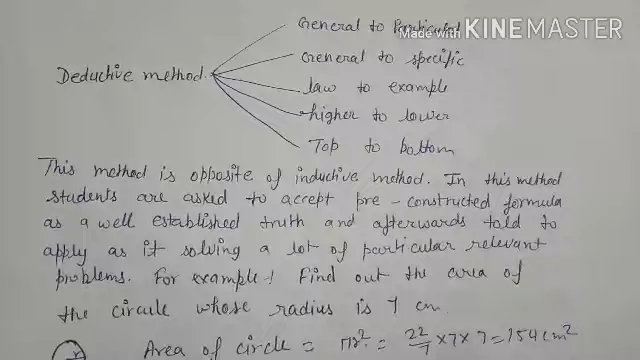 Made with KINEMASTER
General to Particular
General to specific
Deductive method
law to example
higher to lower
Top to bottom
This method is opposite of inductive method. In this method
students are asked to accept pre-constructed formula
as a well established truth and afterwards told to
apply as it solving a lot of particular relevant
problems. For example! Find out the area of
the circule whose radius is 7 cm
r
Area of circle = πr² = 22/7 × 7 × 7 = 154 cm²